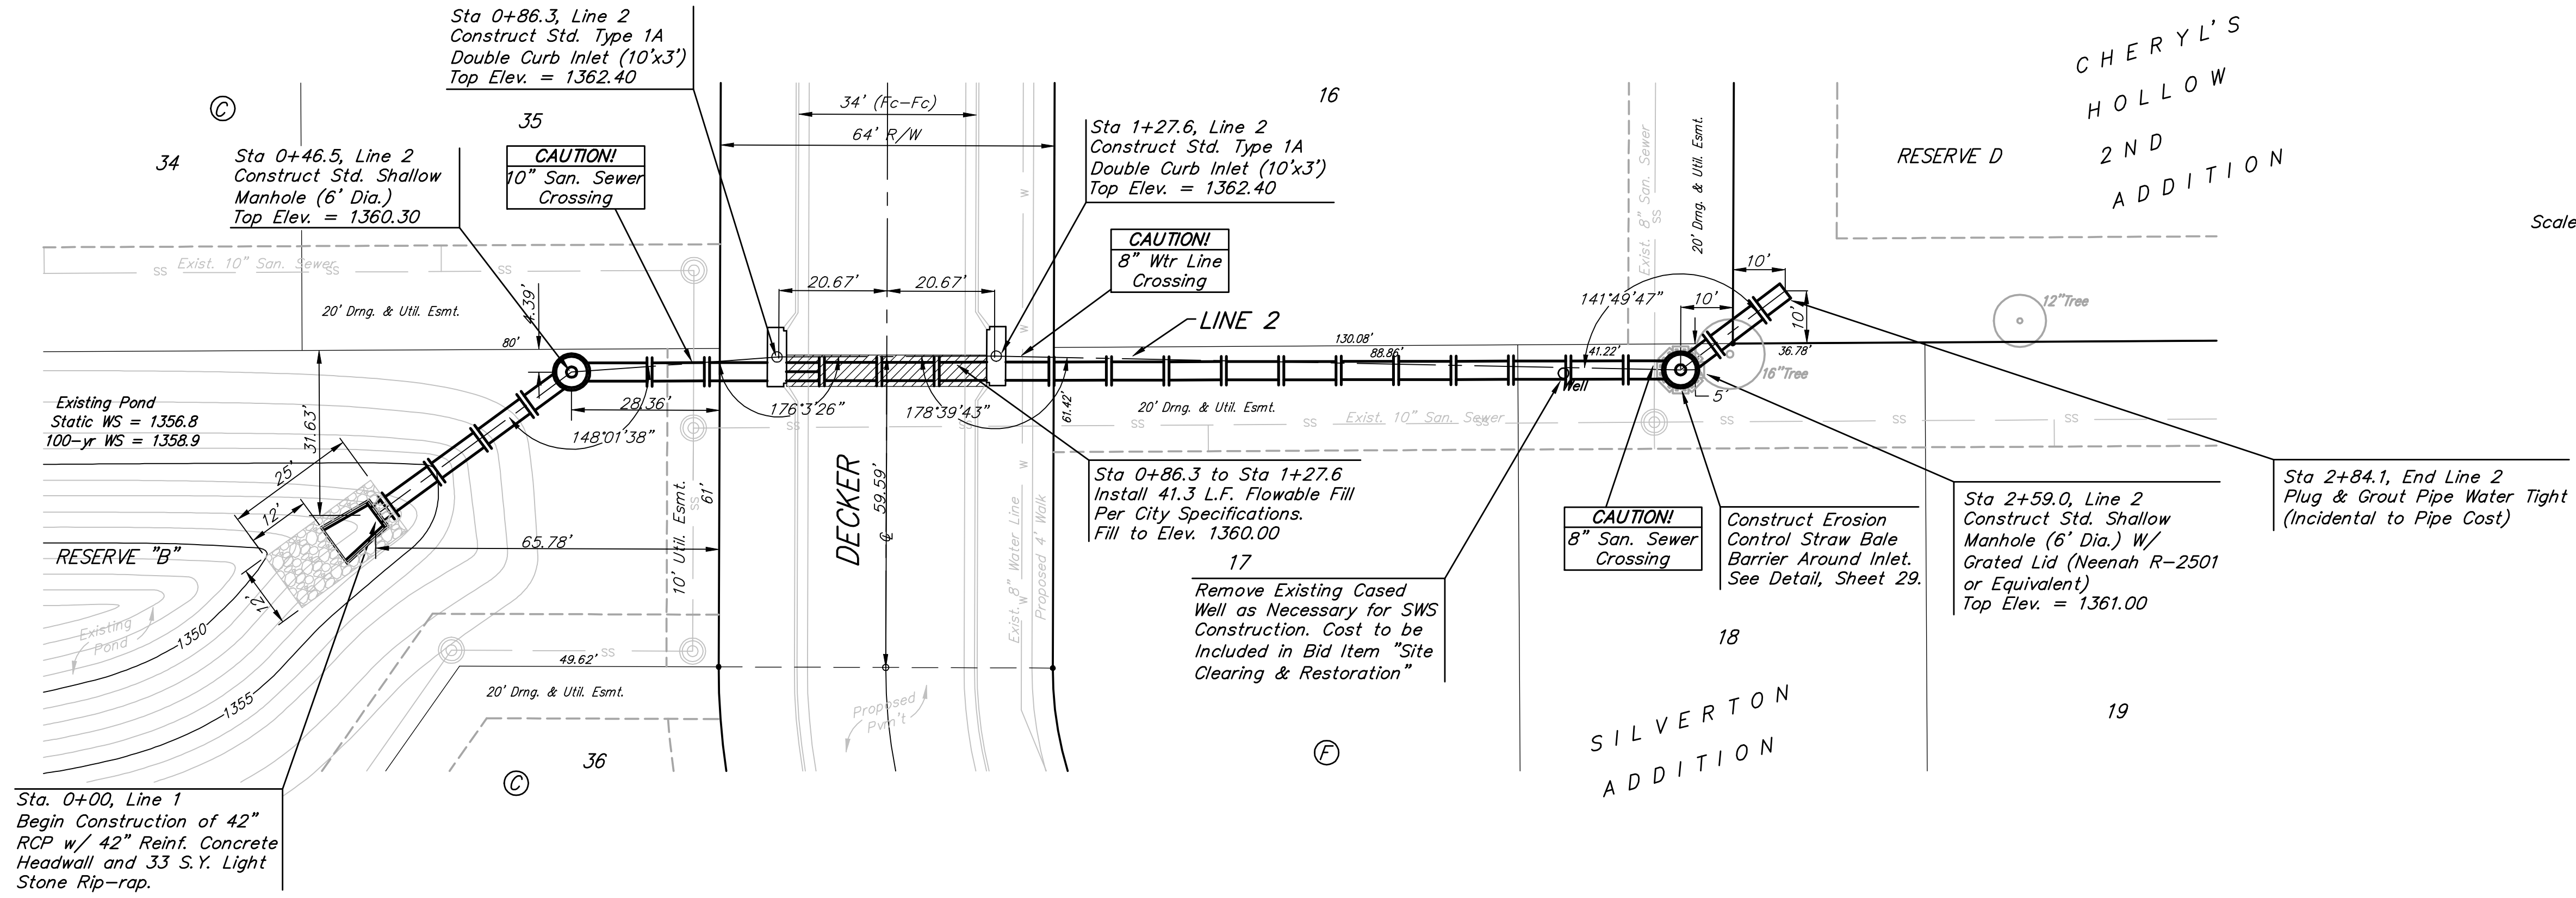 Sta 0+86.3, Line 2
Construct Std. Type 1A
Double Curb Inlet (10'x3')
Top Elev. = 1362.40
C
34
35
Sta 0+46.5, Line 2
Construct Std. Shallow
Manhole (6' Dia.)
Top Elev. = 1360.30
CAUTION!
10" San. Sewer
Crossing
34' (Fc-Fc)
64' R/W
16
Sta 1+27.6, Line 2
Construct Std. Type 1A
Double Curb Inlet (10'x3')
Top Elev. = 1362.40
CAUTION!
8" Wtr Line
Crossing
Exist. 8" San. Sewer
SS
20' Drng. & Util. Esmt.
RESERVE D
CHERYL'S
HOLLOW
2ND
ADDITION
Scale
SS
Exist. 10" San. Sewer
SS
SS
20' Drng. & Util. Esmt.
4.39'
80'
20.67'
20.67'
W
W
LINE 2
130.08'
88.86'
41.22'
141°49'47"
10'
10'
10'
36.78'
12"Tree
16"Tree
5'
Well
Existing Pond
Static WS = 1356.8
100-yr WS = 1358.9
31.63'
28.36'
148°01'38"
176°3'26"
178°39'43"
61.42'
20' Drng. & Util. Esmt.
SS
SS
SS
Exist. 10" San. Sewer
SS
SS
SS
SS
25'
12'
12'
65.78'
RESERVE "B"
10' Util. Esmt.
SS
61'
DECKER
59.59'
℄
Exist. 8" Water Line
W
W
Proposed 4' Walk
Sta 0+86.3 to Sta 1+27.6
Install 41.3 L.F. Flowable Fill
Per City Specifications.
Fill to Elev. 1360.00
17
Remove Existing Cased
Well as Necessary for SWS
Construction. Cost to be
Included in Bid Item "Site
Clearing & Restoration"
CAUTION!
8" San. Sewer
Crossing
Construct Erosion
Control Straw Bale
Barrier Around Inlet.
See Detail, Sheet 29.
Sta 2+59.0, Line 2
Construct Std. Shallow
Manhole (6' Dia.) W/
Grated Lid (Neenah R-2501
or Equivalent)
Top Elev. = 1361.00
Sta 2+84.1, End Line 2
Plug & Grout Pipe Water Tight
(Incidental to Pipe Cost)
Existing
Pond
1350
1355
SS
49.62'
20' Drng. & Util. Esmt.
Proposed
Pvm't
36
C
F
18
19
SILVERTON
ADDITION
Sta. 0+00, Line 1
Begin Construction of 42"
RCP w/ 42" Reinf. Concrete
Headwall and 33 S.Y. Light
Stone Rip-rap.